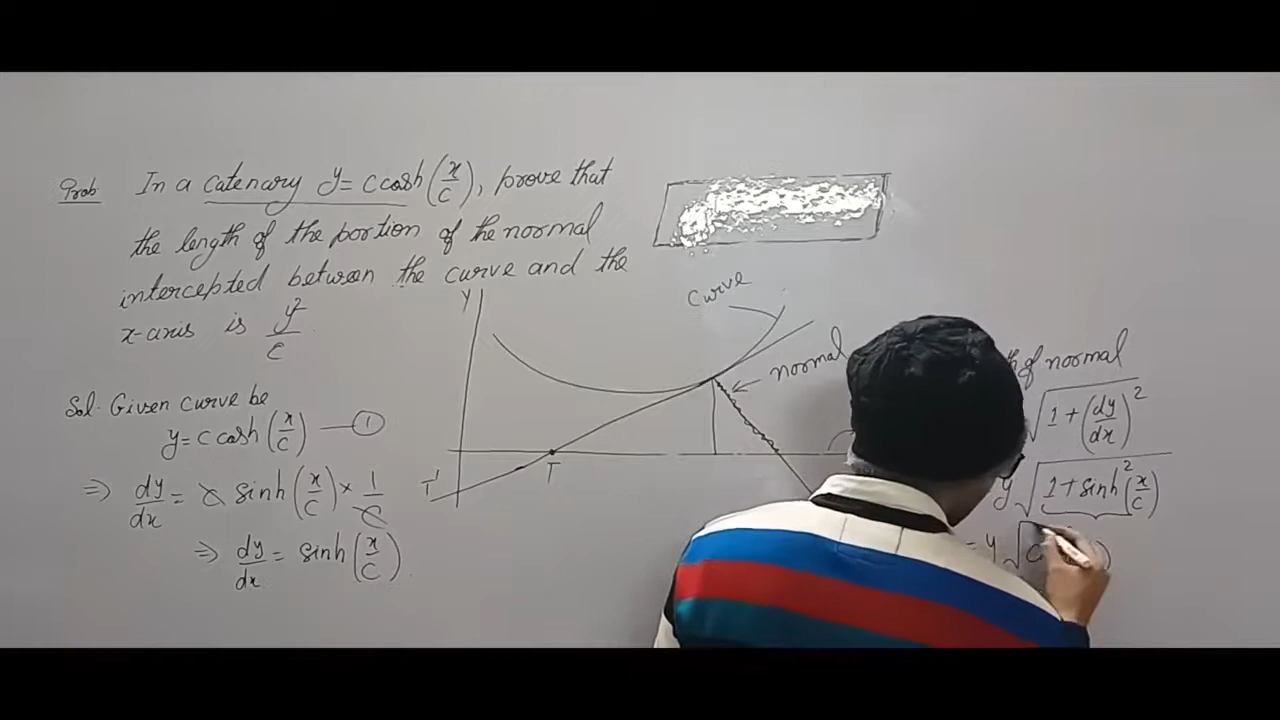 Prob. In a catenary y = c cosh (x/c), prove that
the length of the portion of the normal
intercepted between the curve and the
x-axis is y²/c
Sol. Given curve be
y = c cosh (x/c) — ①
⇒ dy/dx = c sinh (x/c) × 1/c
⇒ dy/dx = sinh (x/c).
Y
curve
normal
T
T'
of normal
√(1 + (dy/dx)²)
y √(1 + sinh² (x/c))
= y √